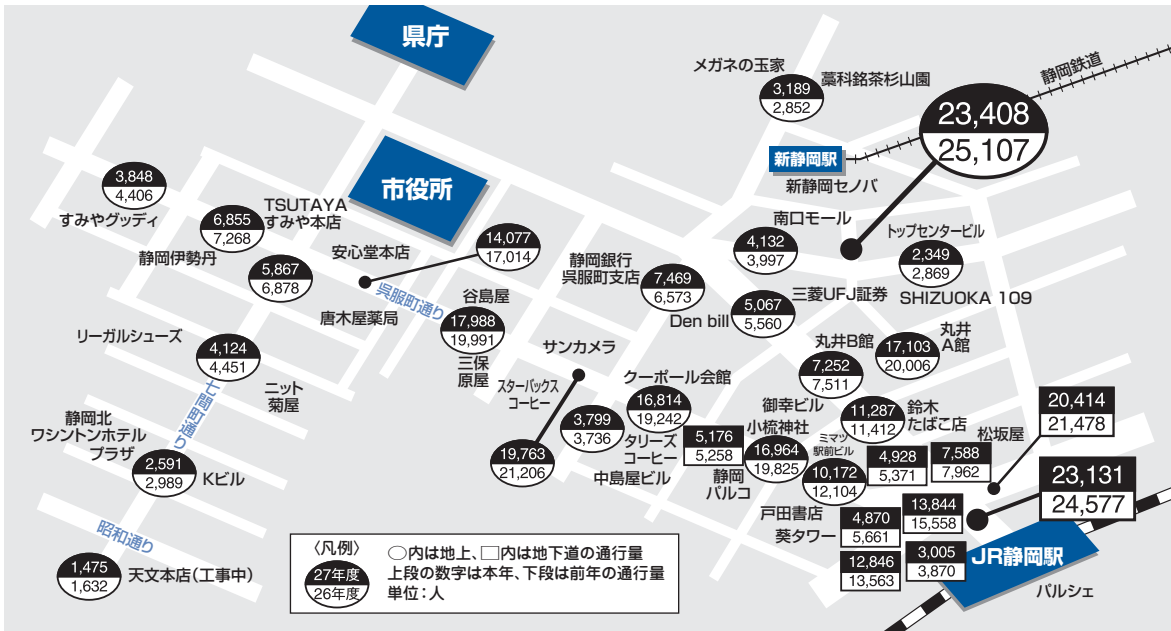 県庁
メガネの玉家
3,189
2,852
藁科銘茶杉山園
静岡鉄道
23,408
25,107
新静岡駅
新静岡セノバ
市役所
3,848
4,406
すみやグッディ
TSUTAYA
すみや本店
6,855
7,268
静岡伊勢丹
安心堂本店
14,077
17,014
5,867
6,878
呉服町通り
唐木屋薬局
谷島屋
17,988
19,991
三保
原屋
静岡銀行
呉服町支店
7,469
6,573
南口モール
4,132
3,997
トップセンタービル
2,349
2,869
SHIZUOKA 109
三菱UFJ証券
5,067
5,560
Den bill
リーガルシューズ
4,124
4,451
ニット
菊屋
七間町通り
サンカメラ
スターバックス
コーヒー
19,763
21,206
3,799
3,736
クーポール会館
16,814
19,242
タリーズ
コーヒー
中島屋ビル
丸井B館
7,252
7,511
丸井
A館
17,103
20,006
御幸ビル
11,287
11,412
鈴木
たばこ店
小梳神社
5,176
5,258
静岡
パルコ
16,964
19,825
ミマツ
駅前ビル
10,172
12,104
4,928
5,371
7,588
7,962
松坂屋
20,414
21,478
23,131
24,577
静岡北
ワシントンホテル
プラザ
2,591
2,989
Kビル
戸田書店
葵タワー
4,870
5,661
13,844
15,558
12,846
13,563
3,005
3,870
JR静岡駅
パルシェ
昭和通り
1,475
1,632
天文本店（工事中）
〈凡例〉
27年度
26年度
○内は地上、□内は地下道の通行量
上段の数字は本年、下段は前年の通行量
単位：人